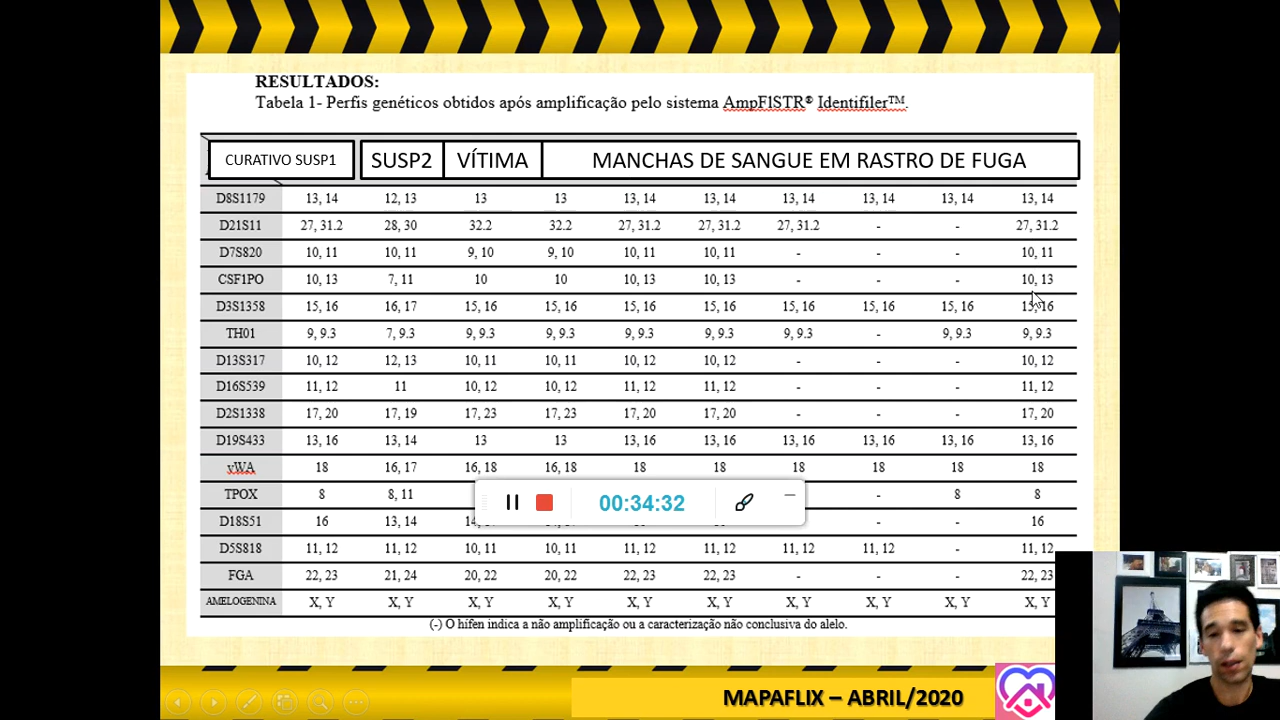 RESULTADOS:
Tabela 1- Perfis genéticos obtidos após amplificação pelo sistema AmpFlSTR® Identifiler™.
CURATIVO SUSP1 SUSP2 VÍTIMA MANCHAS DE SANGUE EM RASTRO DE FUGA
D8S1179 13, 14 12, 13 13 13 13, 14 13, 14 13, 14 13, 14 13, 14 13, 14
D21S11 27, 31.2 28, 30 32.2 32.2 27, 31.2 27, 31.2 27, 31.2 - - 27, 31.2
D7S820 10, 11 10, 11 9, 10 9, 10 10, 11 10, 11 - - - 10, 11
CSF1PO 10, 13 7, 11 10 10 10, 13 10, 13 - - - 10, 13
D3S1358 15, 16 16, 17 15, 16 15, 16 15, 16 15, 16 15, 16 15, 16 15, 16 15, 16
TH01 9, 9.3 7, 9.3 9, 9.3 9, 9.3 9, 9.3 9, 9.3 9, 9.3 - 9, 9.3 9, 9.3
D13S317 10, 12 12, 13 10, 11 10, 11 10, 12 10, 12 - - - 10, 12
D16S539 11, 12 11 10, 12 10, 12 11, 12 11, 12 - - - 11, 12
D2S1338 17, 20 17, 19 17, 23 17, 23 17, 20 17, 20 - - - 17, 20
D19S433 13, 16 13, 14 13 13 13, 16 13, 16 13, 16 13, 16 13, 16 13, 16
vWA 18 16, 17 16, 18 16, 18 18 18 18 18 18 18
TPOX 8 8, 11 - 8 8
00:34:32
D18S51 16 13, 14 - - 16
D5S818 11, 12 11, 12 10, 11 10, 11 11, 12 11, 12 11, 12 11, 12 - 11, 12
FGA 22, 23 21, 24 20, 22 20, 22 22, 23 22, 23 - - - 22, 23
AMELOGENINA X, Y X, Y X, Y X, Y X, Y X, Y X, Y X, Y X, Y X, Y
(-) O hífen indica a não amplificação ou a caracterização não conclusiva do alelo.
MAPAFLIX – ABRIL/2020